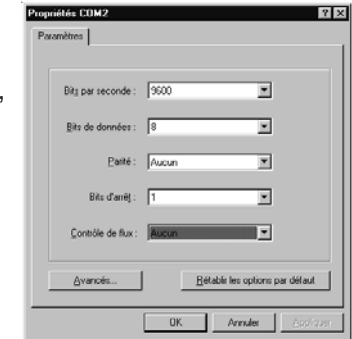 Propriétés COM2
Paramètres
,
Bits par seconde : 9600
Bits de données : 8
Parité : Aucun
Bits d'arrêt : 1
Contrôle de flux : Aucun
Avancés...
Rétablir les options par défaut
OK
Annuler
Appliquer